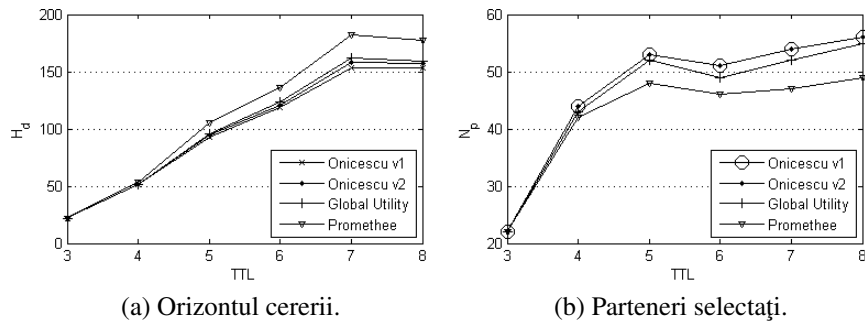 200
150
100
50
0
H_d
3 4 5 6 7 8
TTL
Onicescu v1
Onicescu v2
Global Utility
Promethee
(a) Orizontul cererii.
60
50
40
30
20
N_p
3 4 5 6 7 8
TTL
Onicescu v1
Onicescu v2
Global Utility
Promethee
(b) Parteneri selectaţi.